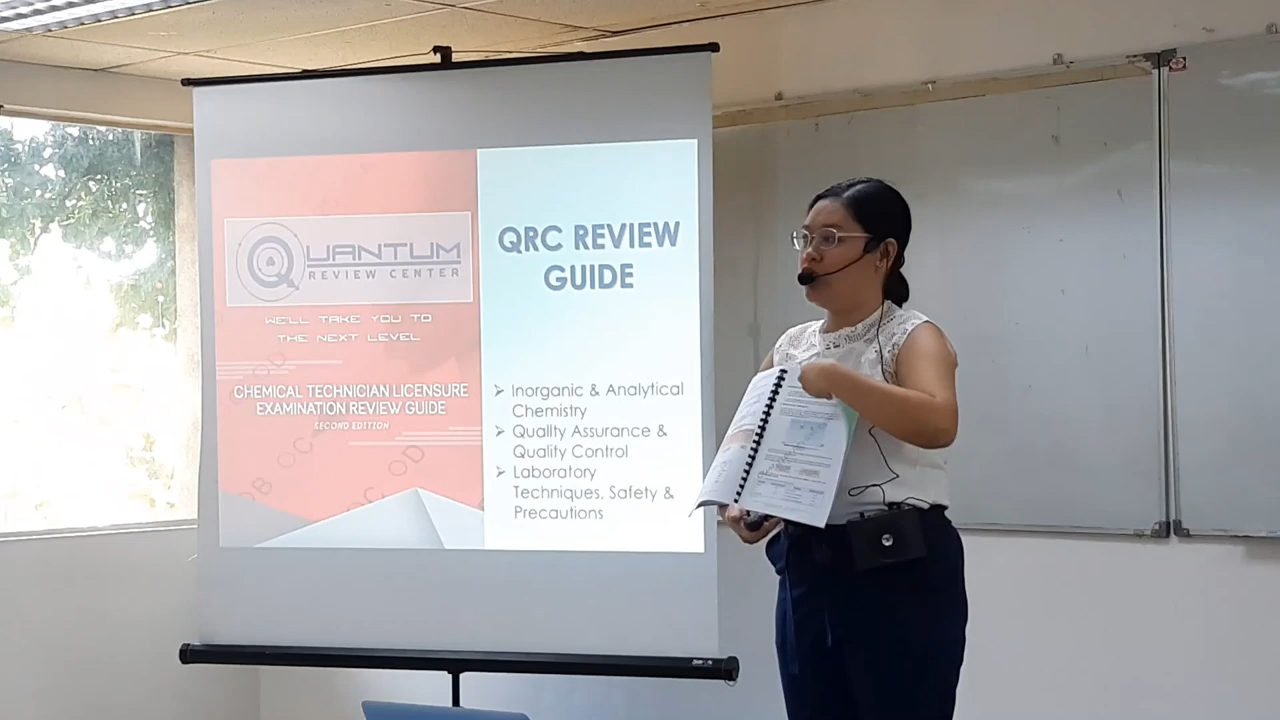 QUANTUM
REVIEW CENTER
WE'LL TAKE YOU TO
THE NEXT LEVEL
CHEMICAL TECHNICIAN LICENSURE
EXAMINATION REVIEW GUIDE
SECOND EDITION
QRC REVIEW
GUIDE
➢ Inorganic & Analytical
Chemistry
➢ Quality Assurance &
Quality Control
➢ Laboratory
Techniques, Safety &
Precautions